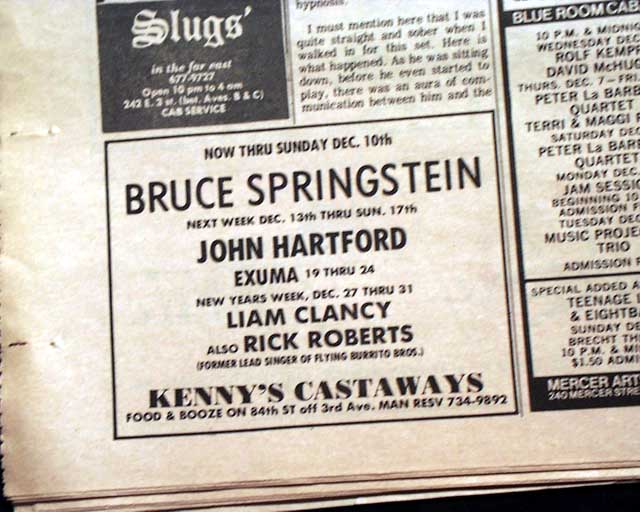 Slugs'
in the far east
677-9727
Open 10 pm to 4 am
242 E. 3 st. (bet. Aves. B & C)
CAB SERVICE
hypnosis.
I must mention here that I was
quite straight and sober when I
walked in for this set. Here is
what happened. As he was sitting
down, before he even started to
play, there was an aura of com-
munication between him and the
NOW THRU SUNDAY DEC. 10th
BRUCE SPRINGSTEIN
NEXT WEEK DEC. 13th THRU SUN. 17th
JOHN HARTFORD
EXUMA 19 THRU 24
NEW YEARS WEEK, DEC. 27 THRU 31
LIAM CLANCY
ALSO RICK ROBERTS
(FORMER LEAD SINGER OF FLYING BURRITO BROS.)
KENNY'S CASTAWAYS
FOOD & BOOZE ON 84th ST off 3rd Ave. MAN RESV 734-9892
BLUE ROOM CAB
10 P.M. & MIDNIG
WEDNESDAY DEC
ROLF KEMPF
DAVID McHUG
THURS. DEC. 7 – FRI
PETER La BARB
QUARTET
TERRI & MAGGI R
SATURDAY DE
PETER La BARB
QUARTET
MONDAY DEC.
JAM SESSI
BEGINNING 10
ADMISSION F
TUESDAY DEC
MUSIC PROJE
TRIO
ADMISSION F
SPECIAL ADDED A
TEENAGE L
& EIGHTBA
SUNDAY D
BRECHT THE
10 P.M. & MI
$1.50 ADMI
MERCER ART
240 MERCER STRE